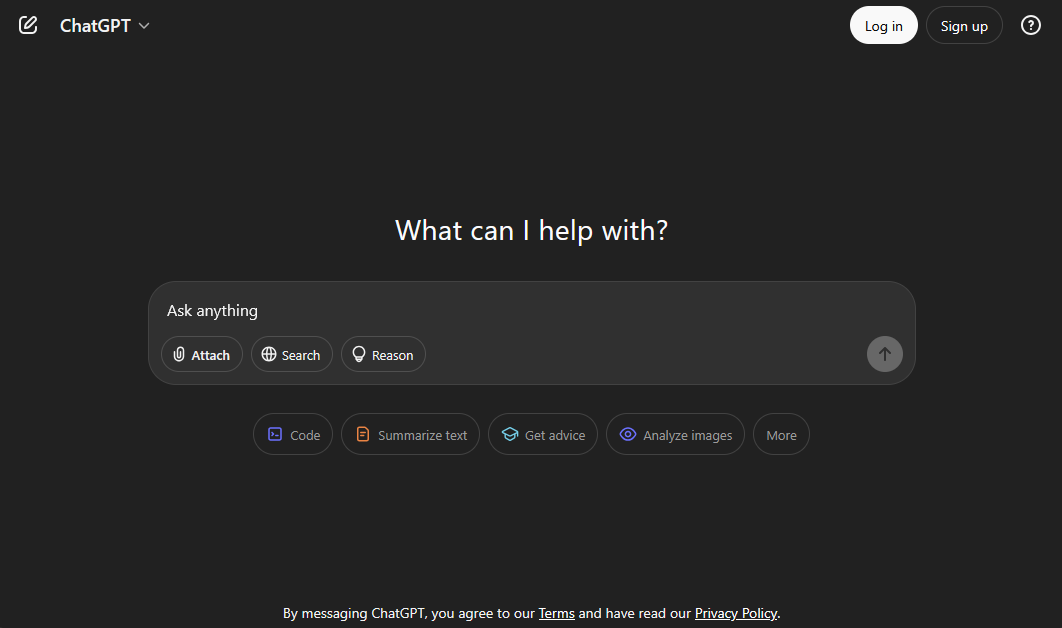 ChatGPT
Log in
Sign up
What can I help with?
Ask anything
Attach
Search
Reason
Code
Summarize text
Get advice
Analyze images
More
By messaging ChatGPT, you agree to our Terms and have read our Privacy Policy.